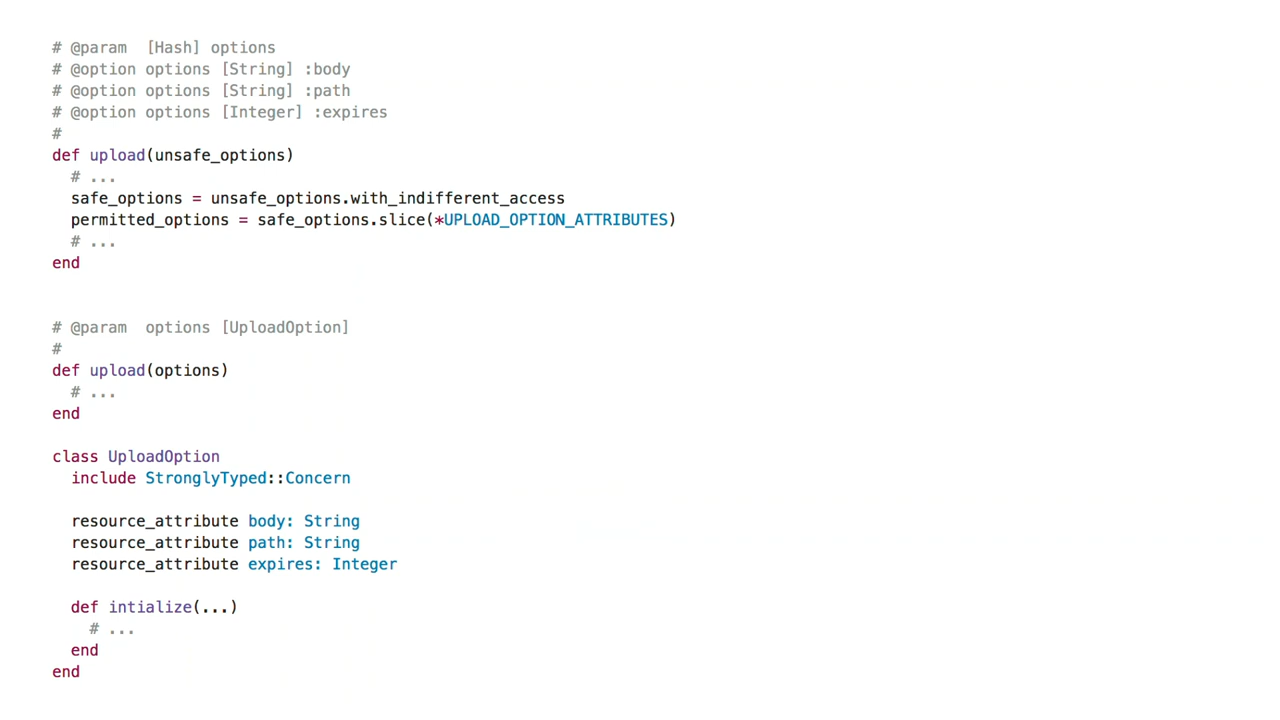 # @param  [Hash] options
# @option options [String] :body
# @option options [String] :path
# @option options [Integer] :expires
#
def upload(unsafe_options)
  # ...
  safe_options = unsafe_options.with_indifferent_access
  permitted_options = safe_options.slice(*UPLOAD_OPTION_ATTRIBUTES)
  # ...
end
# @param  options [UploadOption]
#
def upload(options)
  # ...
end
class UploadOption
  include StronglyTyped::Concern
  resource_attribute body: String
  resource_attribute path: String
  resource_attribute expires: Integer
  def intialize(...)
    # ...
  end
end